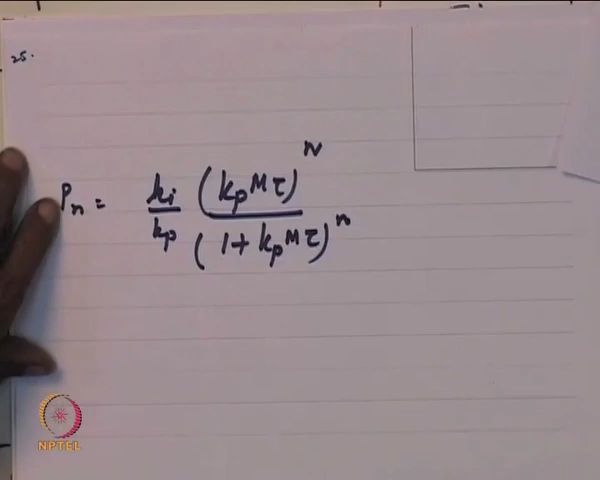 25.
Pn = ki/kp (kpMτ)^n / (1 + kpMτ)^n
NPTEL